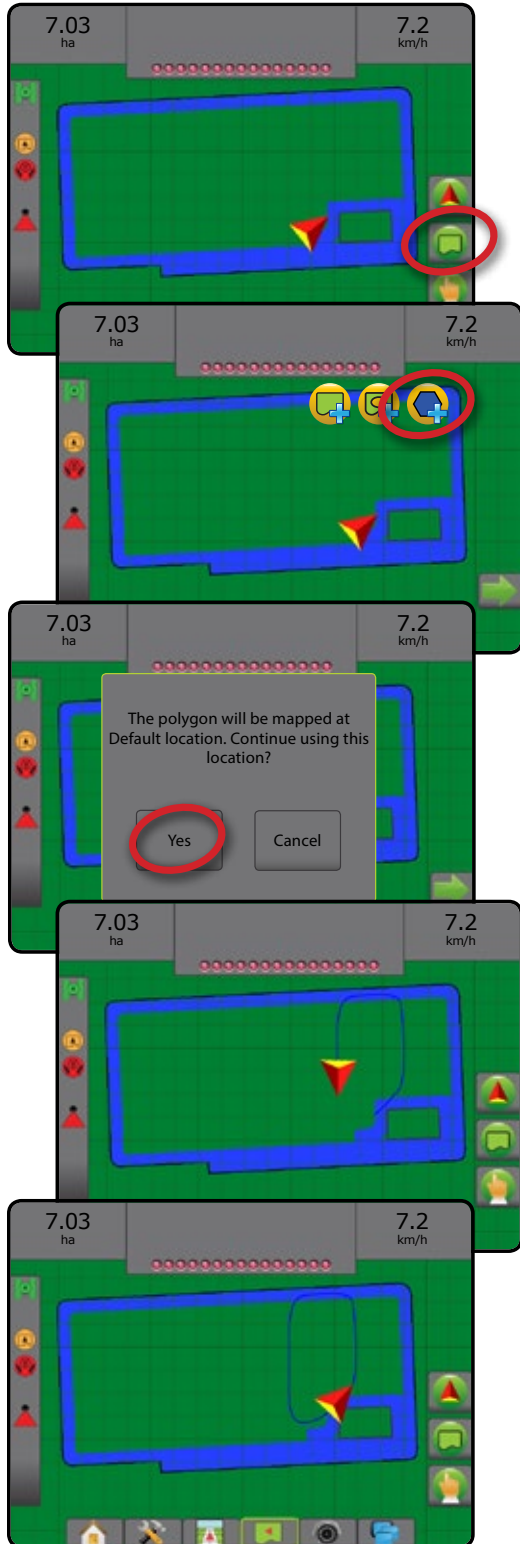 7.03
ha
7.2
km/h
7.03
ha
7.2
km/h
7.03
ha
7.2
km/h
The polygon will be mapped at
Default location. Continue using this
location?
Yes
Cancel
7.03
ha
7.2
km/h
7.03
ha
7.2
km/h